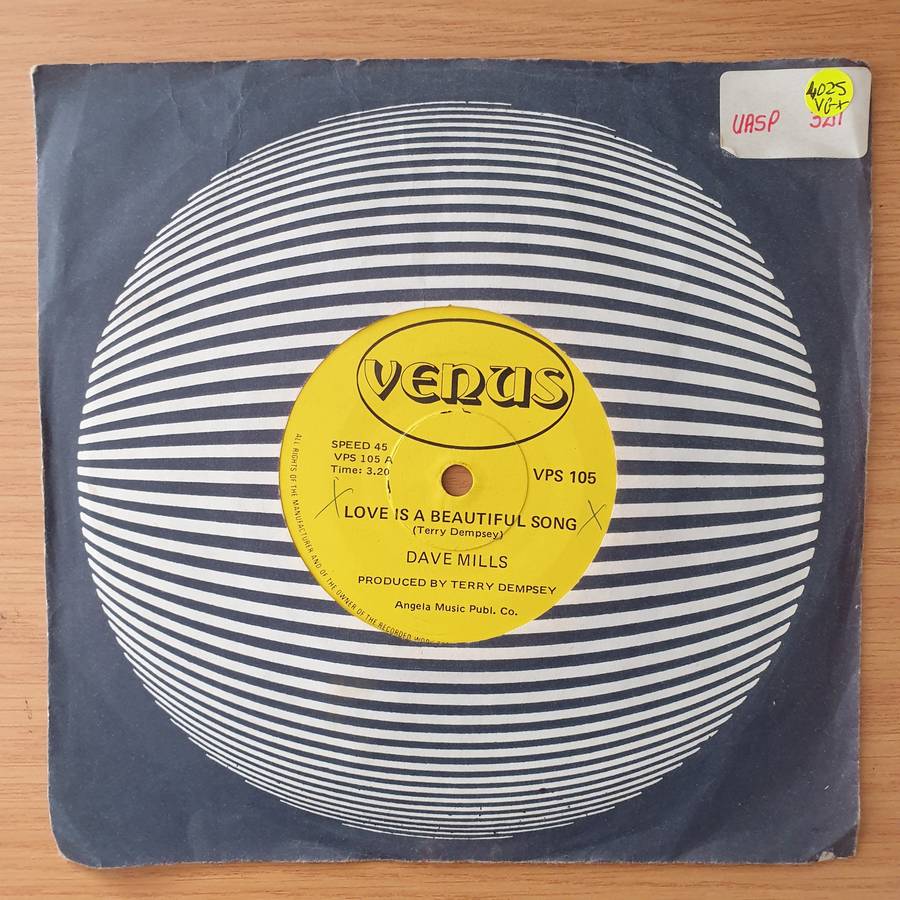 4025
VG+
UASP
VENUS
SPEED 45
VPS 105 A
Time: 3.20
VPS 105
X LOVE IS A BEAUTIFUL SONG X
(Terry Dempsey)
DAVE MILLS
PRODUCED BY TERRY DEMPSEY
Angela Music Publ. Co.
ALL RIGHTS OF THE MANUFACTURER AND OF THE OWNER OF THE RECORDED WORK